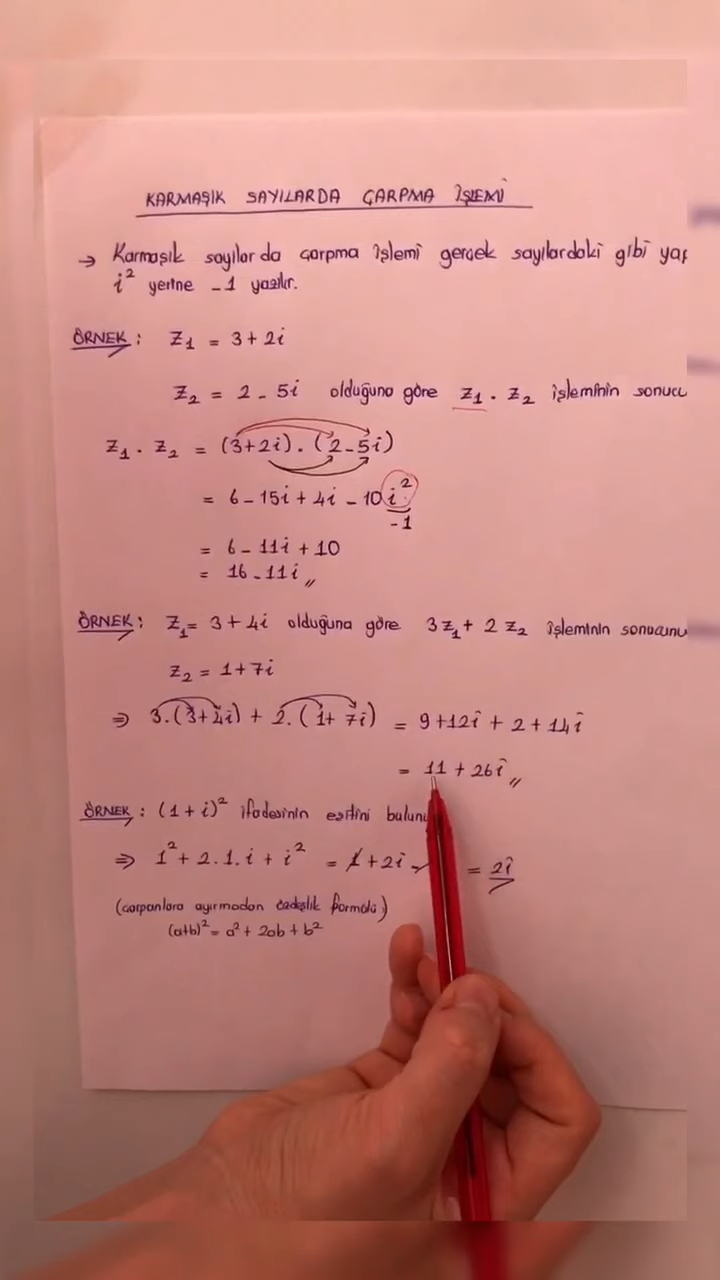 KARMAŞIK SAYILARDA ÇARPMA İŞLEMİ
→ Karmaşık sayılarda çarpma işlemi gerçek sayılardaki gibi yap
i² yerine -1 yazılır.
ÖRNEK: z₁ = 3+2i
z₂ = 2-5i olduğuna göre z₁ . z₂ işleminin sonucu
z₁ . z₂ = (3+2i).(2-5i)
= 6-15i+4i-10i²
-1
= 6-11i+10
= 16-11i
ÖRNEK: z₁= 3+4i olduğuna göre 3z₁+2z₂ işleminin sonucunu
z₂ = 1+7i
⇒ 3.(3+4i)+2.(1+7i) = 9+12i+2+14i
= 11+26i
ÖRNEK: (1+i)² ifadesinin eşitini bulunu
⇒ 1²+2.1.i+i² = 1+2i - = 2i
(çarpanlara ayırmadan özdeşlik formülü)
(a+b)²= a²+2ab+b²